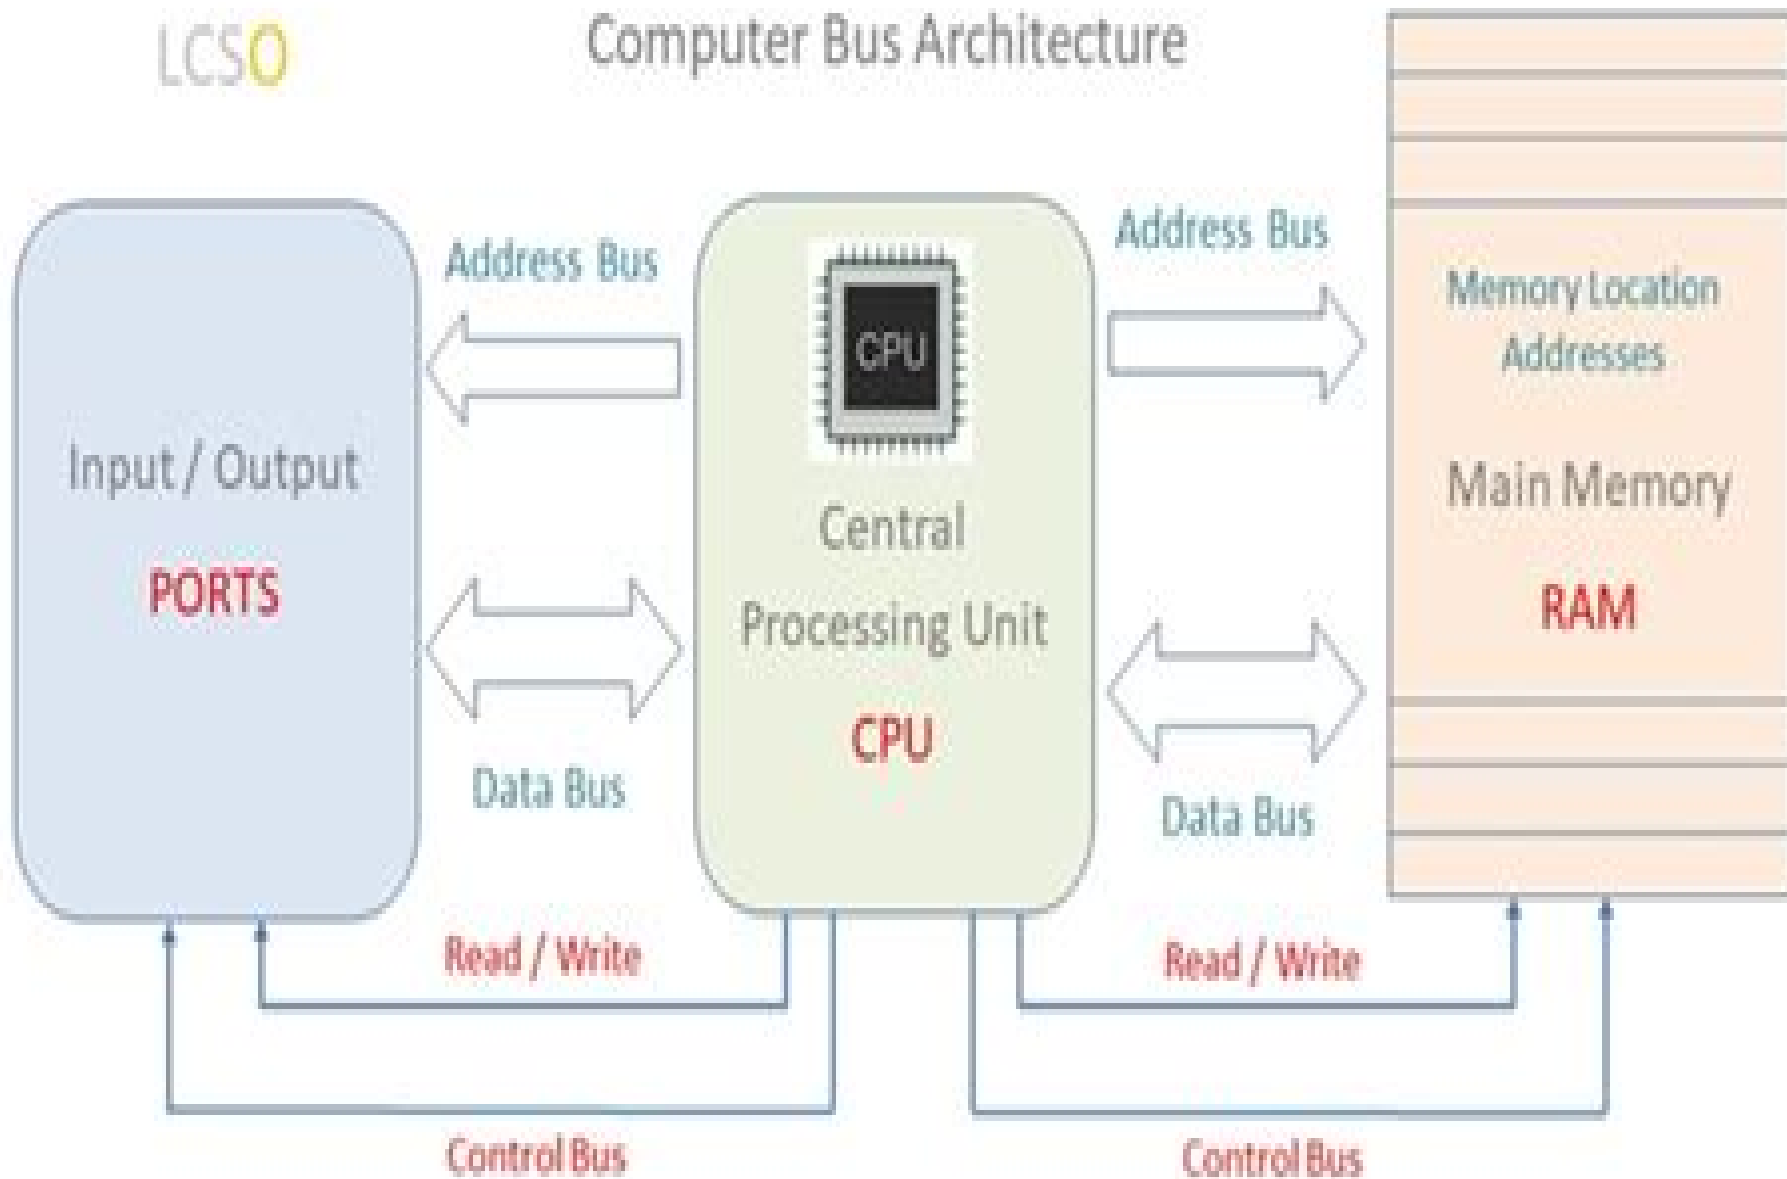 LCSO
Computer Bus Architecture
Address Bus
Address Bus
CPU
Memory Location
Addresses
Input / Output
PORTS
Central
Processing Unit
CPU
Main Memory
RAM
Data Bus
Data Bus
Read / Write
Read / Write
Control Bus
Control Bus